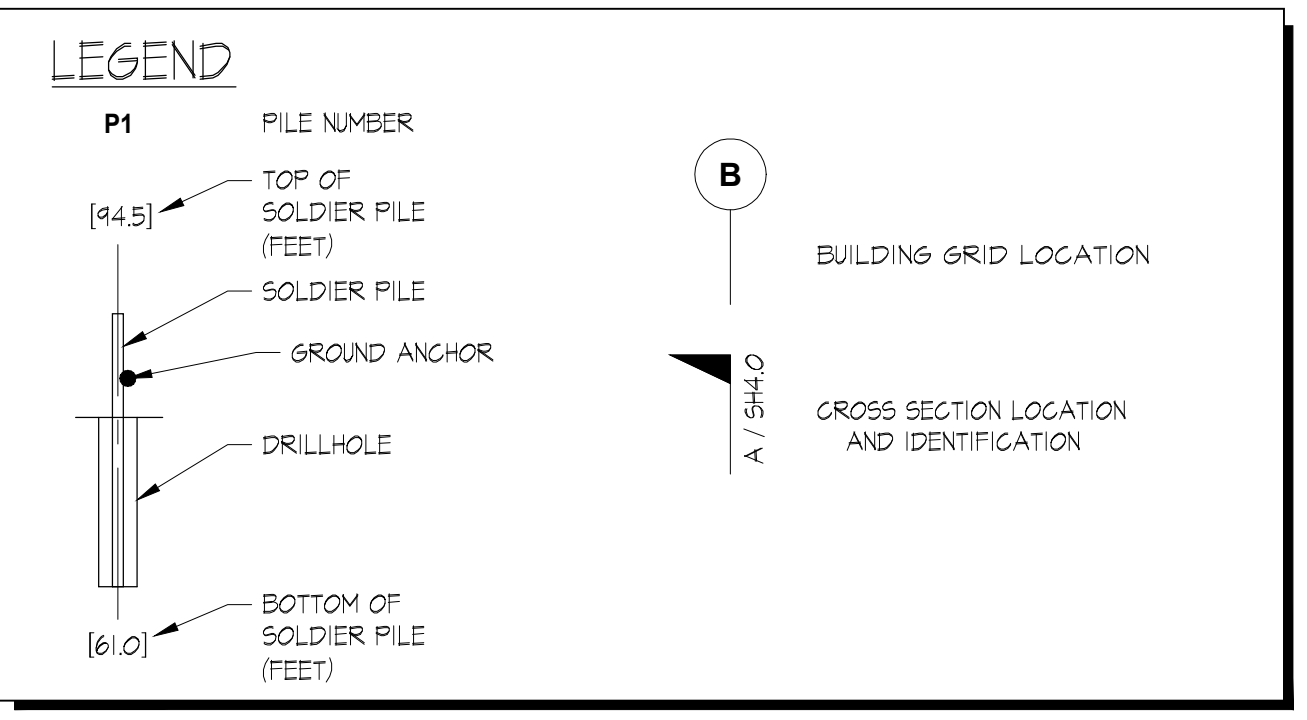 LEGEND
P1 PILE NUMBER
[94.5]
TOP OF
SOLDIER PILE
(FEET)
SOLDIER PILE
GROUND ANCHOR
DRILLHOLE
BOTTOM OF
SOLDIER PILE
(FEET)
[61.0]
B
BUILDING GRID LOCATION
A / SH4.0
CROSS SECTION LOCATION
AND IDENTIFICATION